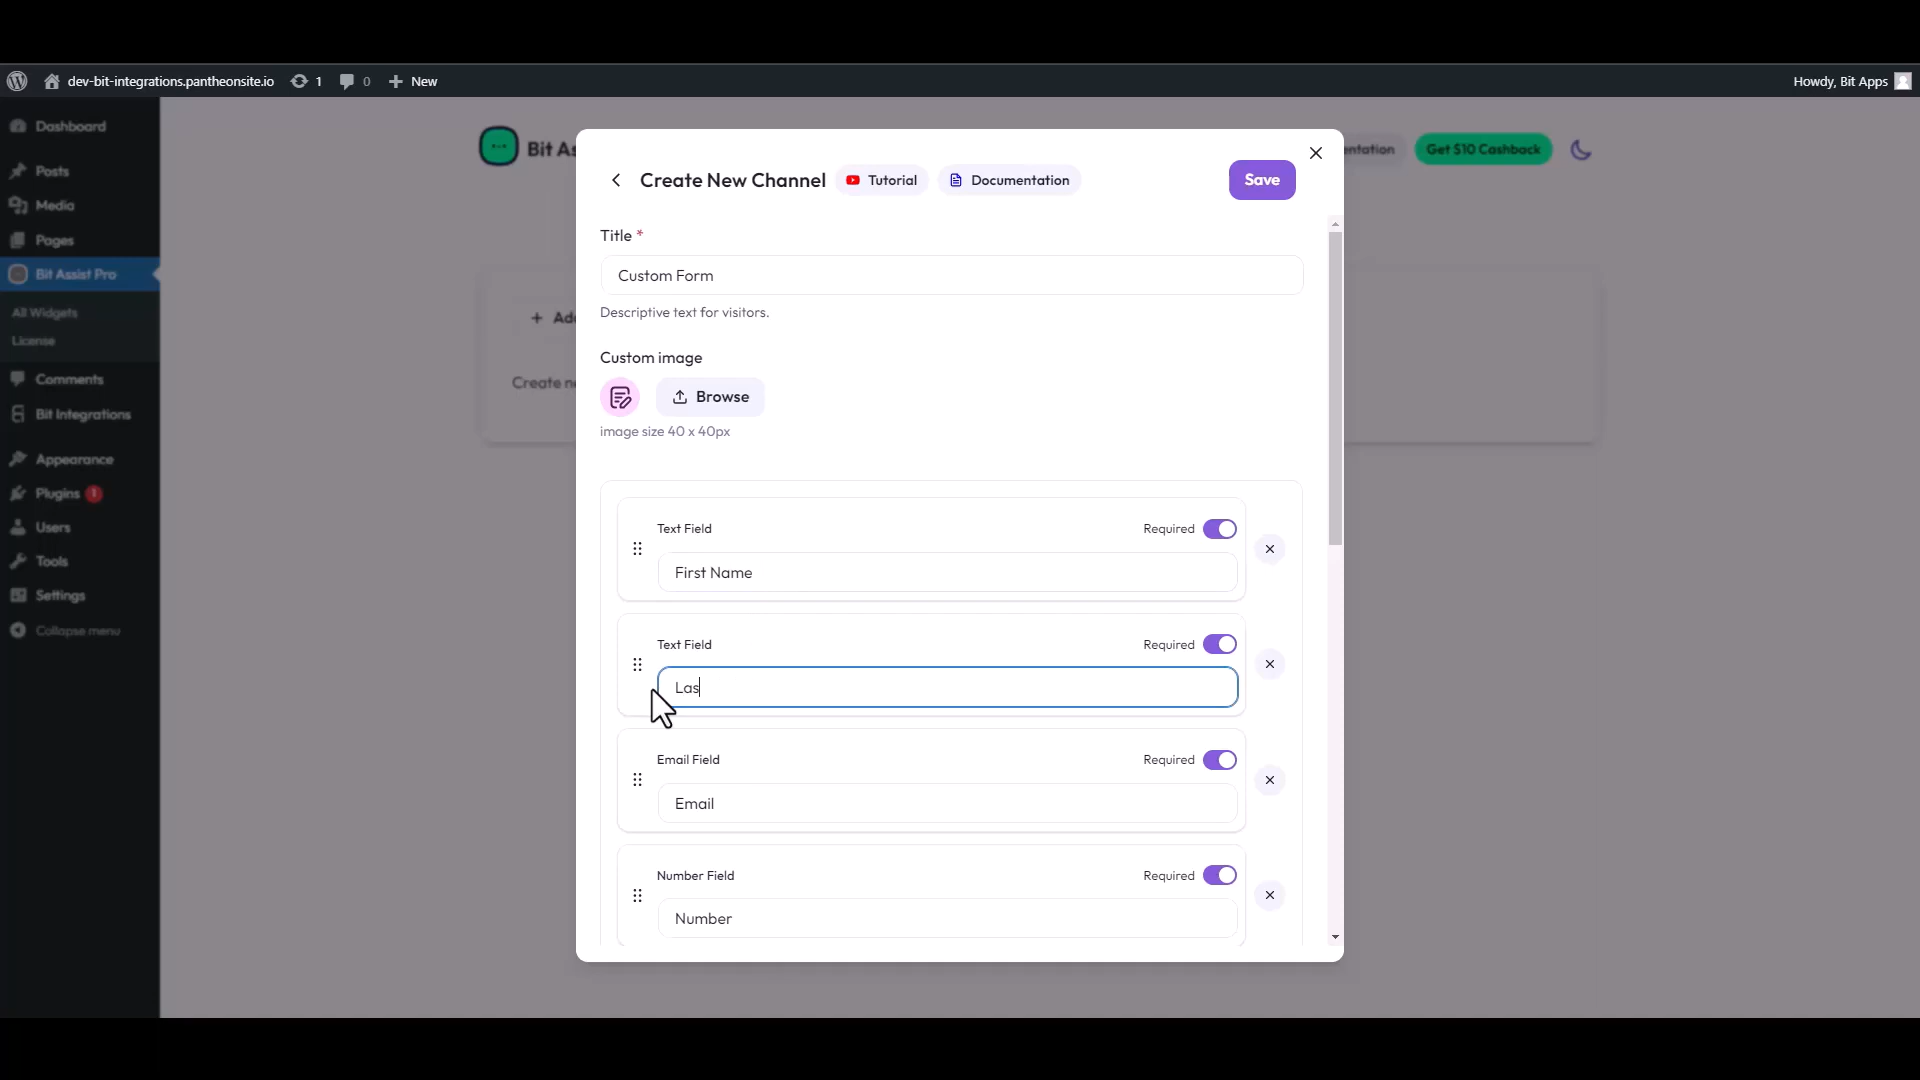 dev-bit-integrations.pantheonsite.io 1 0 New
Howdy, Bit Apps
Dashboard
Posts
Media
Pages
Bit Assist Pro
All Widgets
License
Comments
Bit Integrations
Appearance
Plugins 1
Users
Tools
Settings
Collapse menu
Get $10 Cashback
Create New Channel
Tutorial
Documentation
Save
Title *
Custom Form
Descriptive text for visitors.
Custom image
Browse
image size 40 x 40px
Text Field
Required
First Name
Text Field
Required
Las
Email Field
Required
Email
Number Field
Required
Number